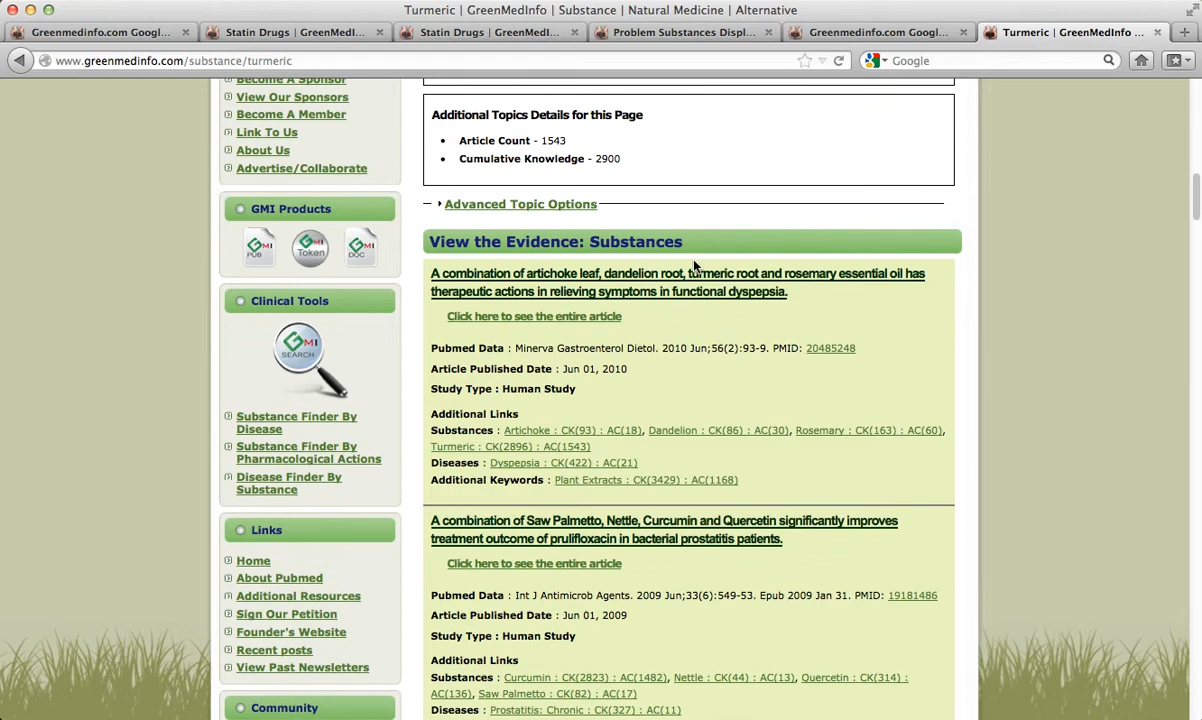 Turmeric | GreenMedInfo | Substance | Natural Medicine | Alternative
Greenmedinfo.com Googl...
Statin Drugs | GreenMedI...
Statin Drugs | GreenMedI...
Problem Substances Displ...
Greenmedinfo.com Googl...
Turmeric | GreenMedInfo ...
www.greenmedinfo.com/substance/turmeric
Google
Become A Sponsor
View Our Sponsors
Become A Member
Link To Us
About Us
Advertise/Collaborate
GMI Products
GMI PUB
GMI Token
GMI DOC
Clinical Tools
GMI SEARCH
Substance Finder By
Disease
Substance Finder By
Pharmacological Actions
Disease Finder By
Substance
Links
Home
About Pubmed
Additional Resources
Sign Our Petition
Founder's Website
Recent posts
View Past Newsletters
Community
Additional Topics Details for this Page
• Article Count - 1543
• Cumulative Knowledge - 2900
Advanced Topic Options
View the Evidence: Substances
A combination of artichoke leaf, dandelion root, turmeric root and rosemary essential oil has
therapeutic actions in relieving symptoms in functional dyspepsia.
Click here to see the entire article
Pubmed Data : Minerva Gastroenterol Dietol. 2010 Jun;56(2):93-9. PMID: 20485248
Article Published Date : Jun 01, 2010
Study Type : Human Study
Additional Links
Substances : Artichoke : CK(93) : AC(18), Dandelion : CK(86) : AC(30), Rosemary : CK(163) : AC(60),
Turmeric : CK(2896) : AC(1543)
Diseases : Dyspepsia : CK(422) : AC(21)
Additional Keywords : Plant Extracts : CK(3429) : AC(1168)
A combination of Saw Palmetto, Nettle, Curcumin and Quercetin significantly improves
treatment outcome of prulifloxacin in bacterial prostatitis patients.
Click here to see the entire article
Pubmed Data : Int J Antimicrob Agents. 2009 Jun;33(6):549-53. Epub 2009 Jan 31. PMID: 19181486
Article Published Date : Jun 01, 2009
Study Type : Human Study
Additional Links
Substances : Curcumin : CK(2823) : AC(1482), Nettle : CK(44) : AC(13), Quercetin : CK(314) :
AC(136), Saw Palmetto : CK(82) : AC(17)
Diseases : Prostatitis: Chronic : CK(327) : AC(11)